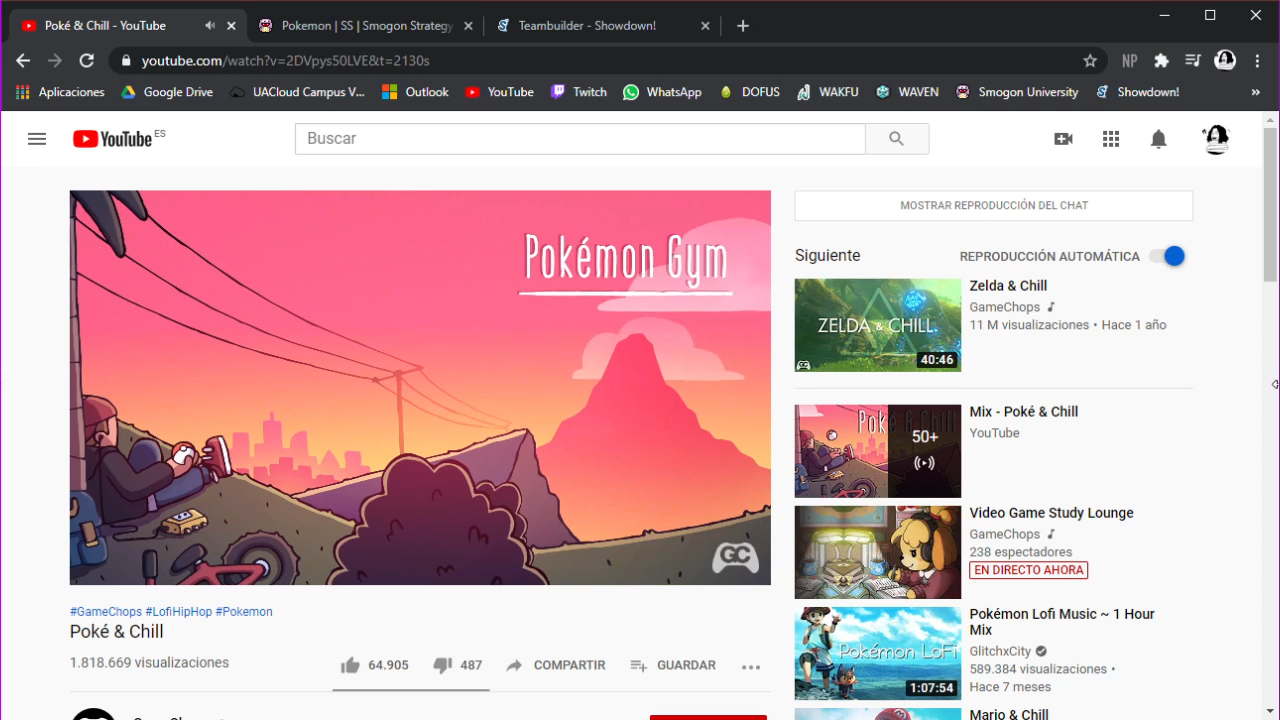 Poké & Chill - YouTube
Pokemon | SS | Smogon Strategy
Teambuilder - Showdown!
youtube.com/watch?v=2DVpys50LVE&t=2130s
NP
Aplicaciones
Google Drive
UACloud Campus V...
Outlook
YouTube
Twitch
WhatsApp
DOFUS
WAKFU
WAVEN
Smogon University
Showdown!
»
YouTube ES
Buscar
Pokémon Gym
GC
#GameChops #LofiHipHop #Pokemon
Poké & Chill
1.818.669 visualizaciones
64.905
487
COMPARTIR
GUARDAR
MOSTRAR REPRODUCCIÓN DEL CHAT
Siguiente
REPRODUCCIÓN AUTOMÁTICA
ZELDA & CHILL
40:46
Zelda & Chill
GameChops
11 M visualizaciones • Hace 1 año
Poké & Chill
50+
Mix - Poké & Chill
YouTube
Video Game Study Lounge
GameChops
238 espectadores
EN DIRECTO AHORA
Pokémon LoFi
1:07:54
Pokémon Lofi Music ~ 1 Hour
Mix
GlitchxCity
589.384 visualizaciones •
Hace 7 meses
Mario & Chill